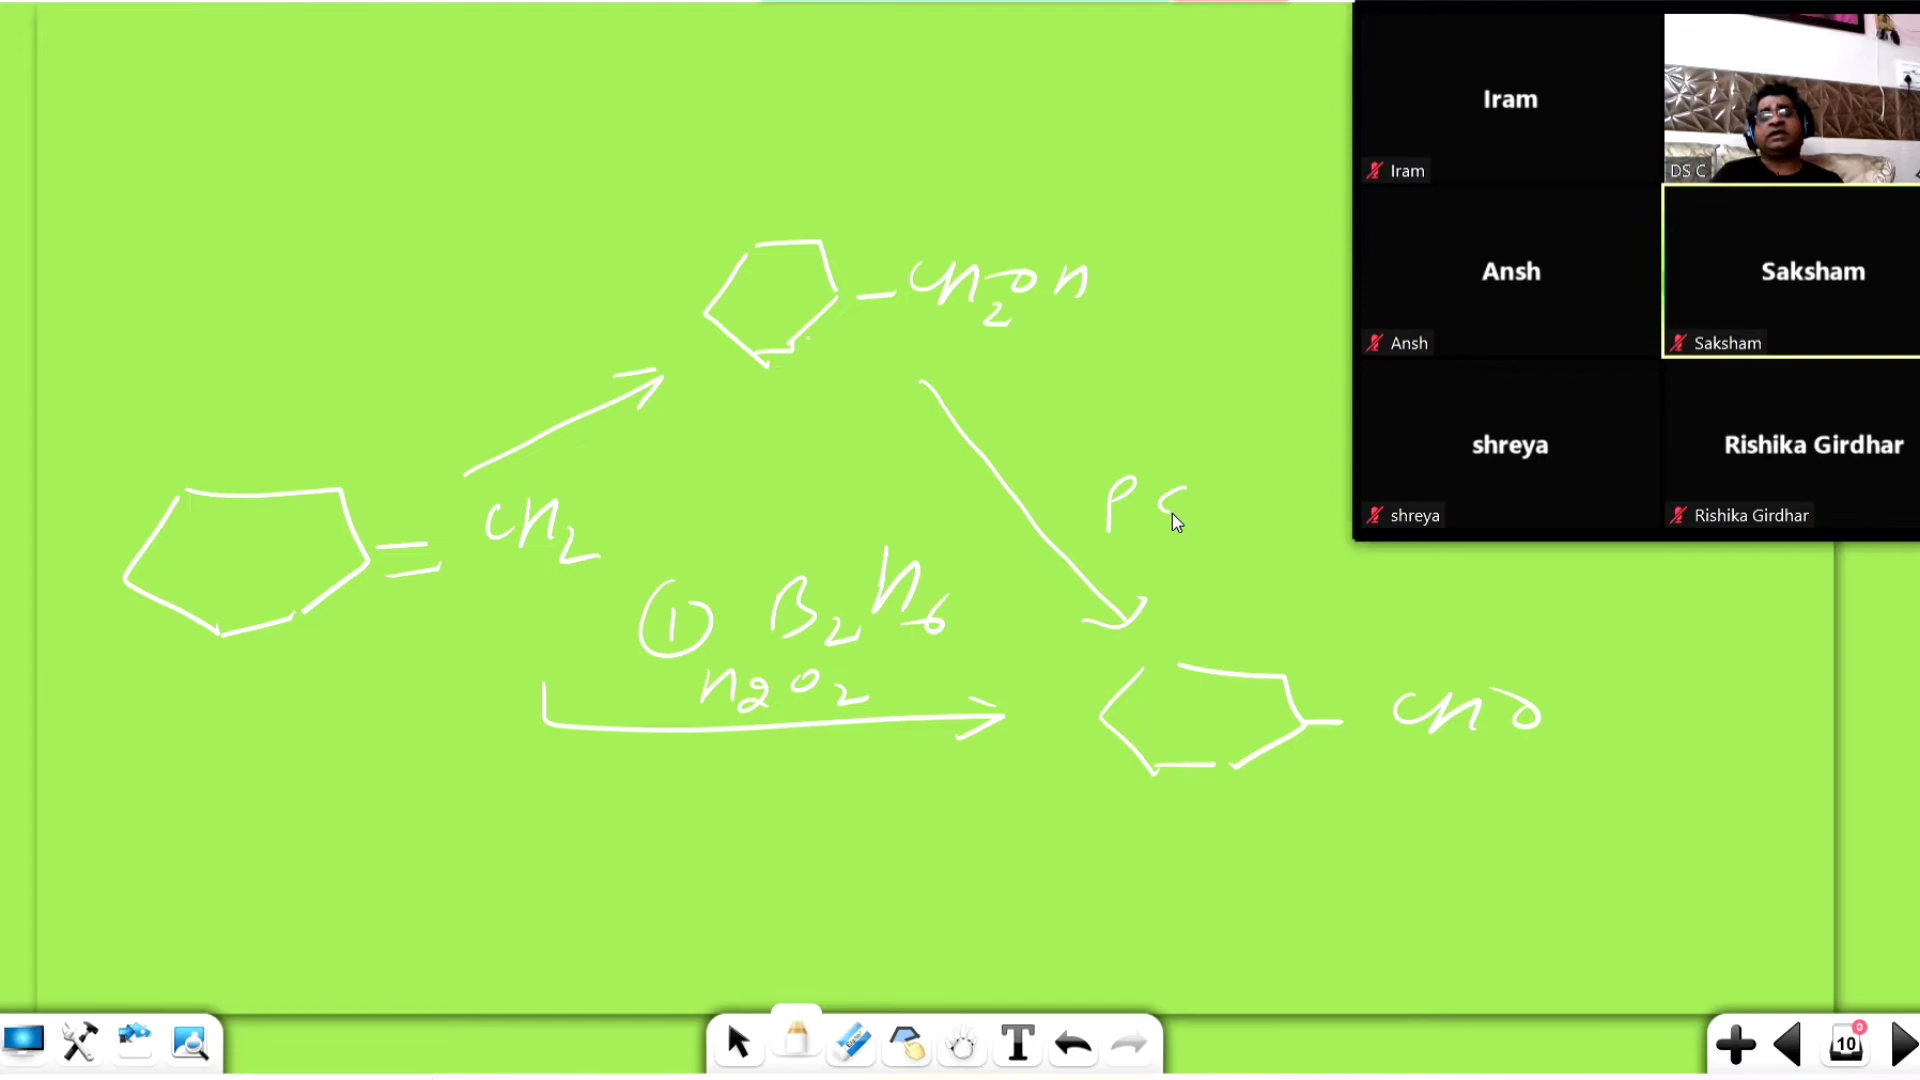 Iram
Iram
DS C
Ansh
Ansh
Saksham
Saksham
shreya
shreya
Rishika Girdhar
Rishika Girdhar
CH2OH
CH2
P C
① B2H6
H2O2
CHO
T
10
0